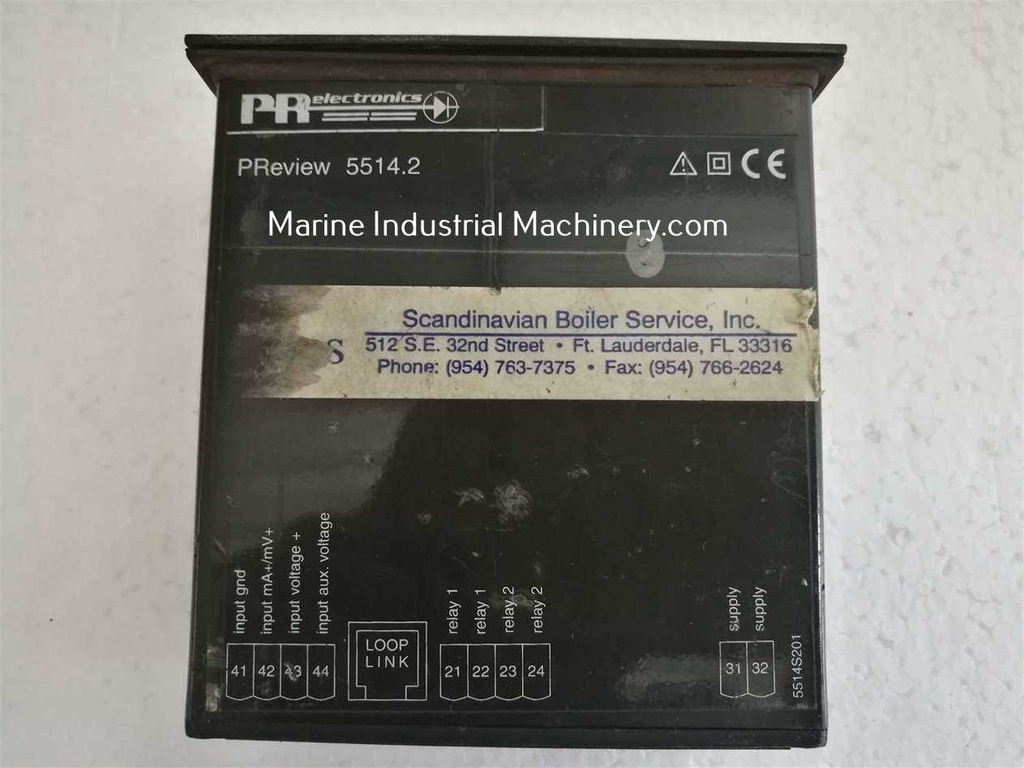 PR electronics
PReview 5514.2
CE
Marine Industrial Machinery.com
Scandinavian Boiler Service, Inc.
S
512 S.E. 32nd Street • Ft. Lauderdale, FL 33316
Phone: (954) 763-7375 • Fax: (954) 766-2624
input gnd
input mA+/mV+
input voltage +
input aux. voltage
relay 1
relay 1
relay 2
relay 2
supply
supply
41 42 43 44
LOOP
LINK
21 22 23 24
31 32
5514S201